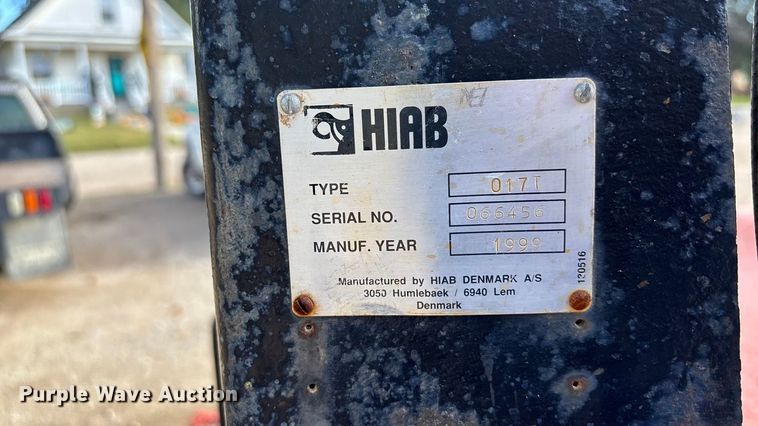 HIAB
TYPE 017T
SERIAL NO. 066456
MANUF. YEAR 1999
Manufactured by HIAB DENMARK A/S
3050 Humlebaek / 6940 Lem
Denmark
120516
Purple Wave Auction